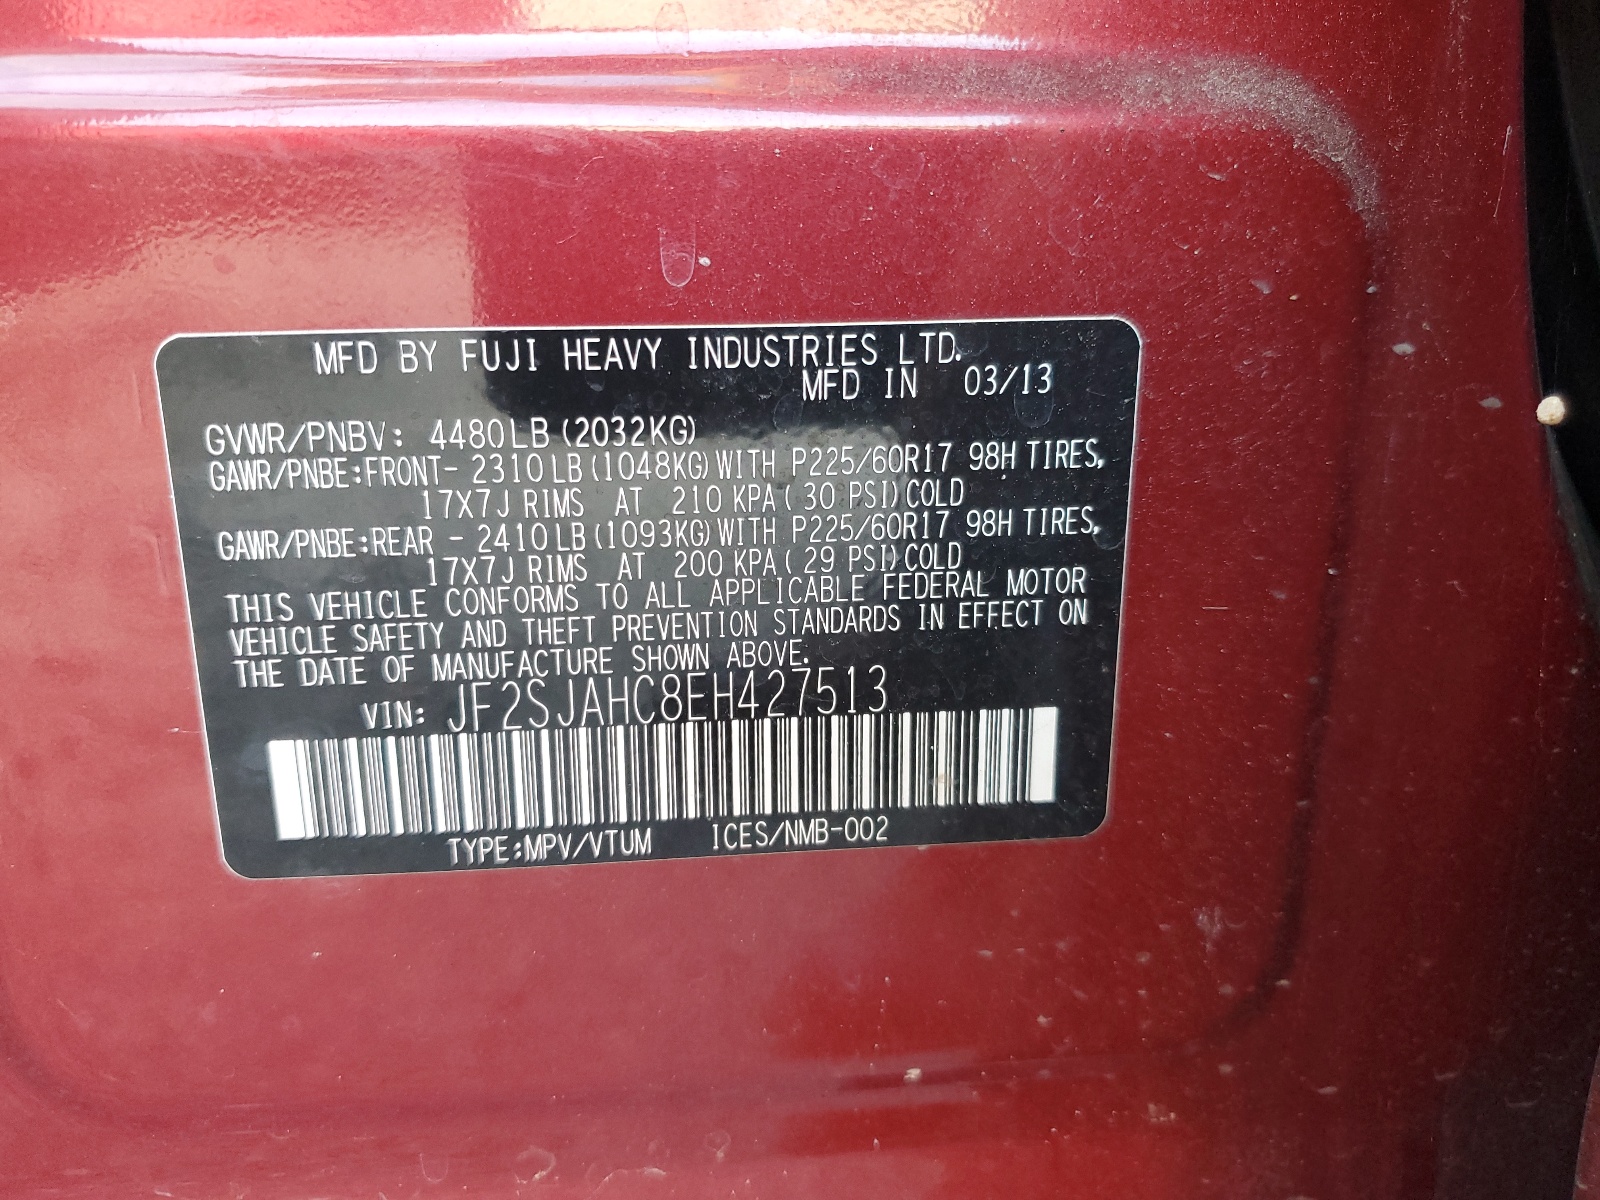 MFD BY FUJI HEAVY INDUSTRIES LTD.
MFD IN 03/13
GVWR/PNBV: 4480LB(2032KG)
GAWR/PNBE:FRONT- 2310LB(1048KG)WITH P225/60R17 98H TIRES,
17X7J RIMS AT 210 KPA( 30 PSI)COLD
GAWR/PNBE:REAR - 2410LB(1093KG)WITH P225/60R17 98H TIRES,
17X7J RIMS AT 200 KPA( 29 PSI)COLD
THIS VEHICLE CONFORMS TO ALL APPLICABLE FEDERAL MOTOR
VEHICLE SAFETY AND THEFT PREVENTION STANDARDS IN EFFECT ON
THE DATE OF MANUFACTURE SHOWN ABOVE.
VIN: JF2SJAHC8EH427513
TYPE:MPV/VTUM ICES/NMB-002